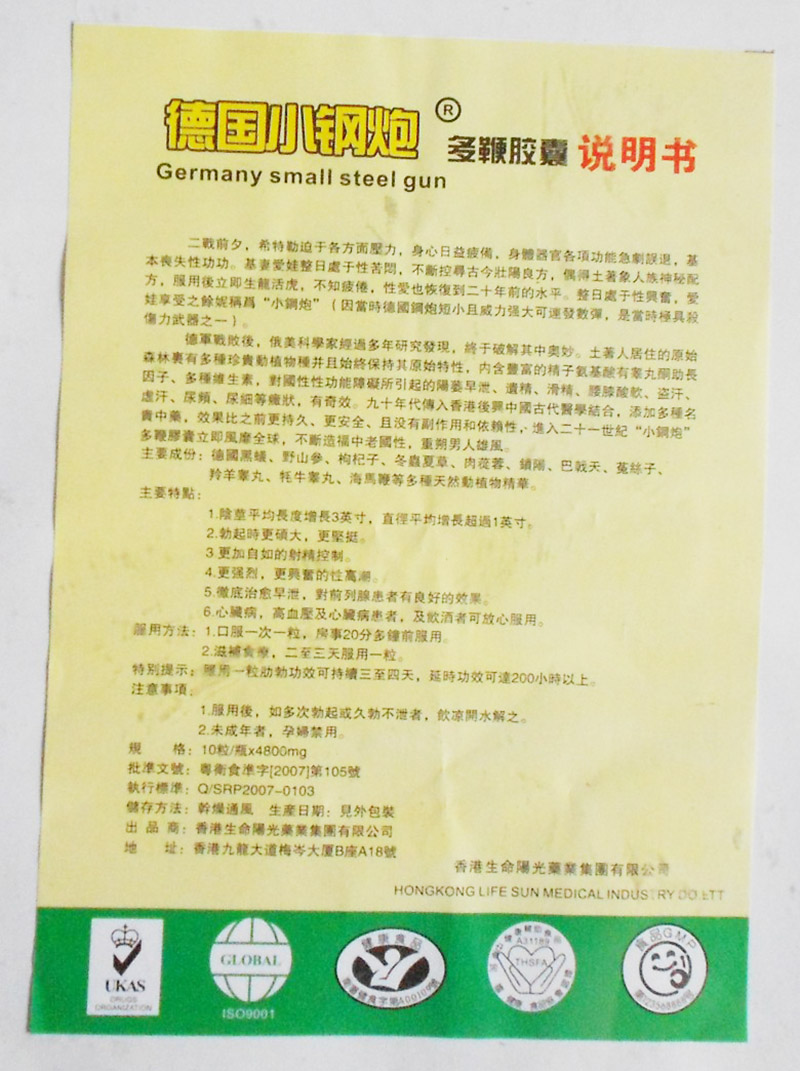 德国小钢炮 ® 多鞭胶囊 说明书
Germany small steel gun
二戰前夕，希特勒迫于各方面壓力，身心日益疲備，身體器官各項功能急劇誤退，基
本喪失性功功。基妻愛娃整日處于性苦悶，不斷控尋古今壯陽良方，偶得土著象人族神秘配
方，服用後立即生龍活虎，不知疲倦，性愛也恢復到二十年前的水平。整日處于性興奮，愛
娃享受之餘妮稱爲“小鋼炮”（因當時德國鋼炮短小且威力强大可連發數彈，是當時極具殺
傷力武器之一）。
德軍戰敗後，俄美科學家經過多年研究發現，終于破解其中奧妙。土著人居住的原始
森林裏有多種珍貴動植物種并且始終保持其原始特性，内含豐富的精子氨基酸有睾丸酮助長
因子、多種維生素，對國性性功能障礙所引起的陽萎早泄、遺精、滑精、腰膝酸軟、盗汗、
虚汗、尿頻、尿細等癥狀，有奇效。九十年代傳入香港後興中國古代醫學結合，添加多種名
貴中藥，效果比之前更持久、更安全、且没有副作用和依賴性，進入二十一世紀“小鋼炮”
多鞭膠囊立即風靡全球，不斷造福中老國性，重朔男人雄風。
主要成份：德國黑蟻、野山參、枸杞子、冬蟲夏草、肉蓯蓉、鎖陽、巴戟天、菟絲子、
羚羊睾丸、牦牛睾丸、海馬鞭等多種天然動植物精華。
主要特點：
1.陰莖平均長度增長3英寸，直徑平均增長超過1英寸。
2.勃起時更碩大，更堅挺。
3.更加自如的射精控制。
4.更强烈，更興奮的性高潮。
5.徹底治愈早泄，對前列腺患者有良好的效果。
6.心臟病，高血壓及心臟病患者，及飲酒者可放心服用。
服用方法：1.口服一次一粒，房事20分多鐘前服用。
2.滋補食療，二至三天服用一粒。
特别提示：服用一粒助勃功效可持續三至四天，延時功效可達200小時以上。
注意事項：
1.服用後，如多次勃起或久勃不泄者，飲凉開水解之。
2.未成年者，孕婦禁用。
規 格：10粒/瓶x4800mg
批準文號：粵衛食準字[2007]第105號
執行標準：Q/SRP2007-0103
儲存方法：幹燥通風 生產日期：見外包裝
出 品 商：香港生命陽光藥業集團有限公司
地 址：香港九龍大道梅岑大厦B座A18號
香港生命陽光藥業集團有限公司
HONGKONG LIFE SUN MEDICAL INDUSTRY CO LTT
UKAS
DRUGS
ORGANIZATION
GLOBAL
ISO9001
健康食品
A31189
THSFA
食品GMP